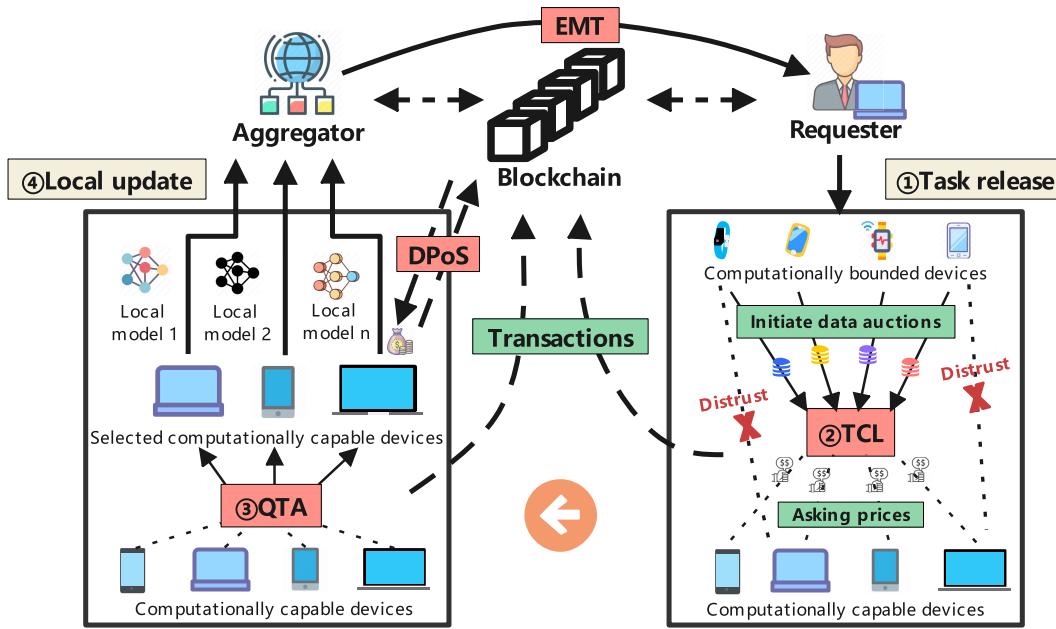 EMT
Aggregator
Requester
Blockchain
④Local update
①Task release
DPoS
Local
model 1
Local
model 2
Local
model n
Computationally bounded devices
Initiate data auctions
Transactions
Distrust
Distrust
②TCL
Selected computationally capable devices
$$
$$
$$
$$
③QTA
Asking prices
Computationally capable devices
Computationally capable devices